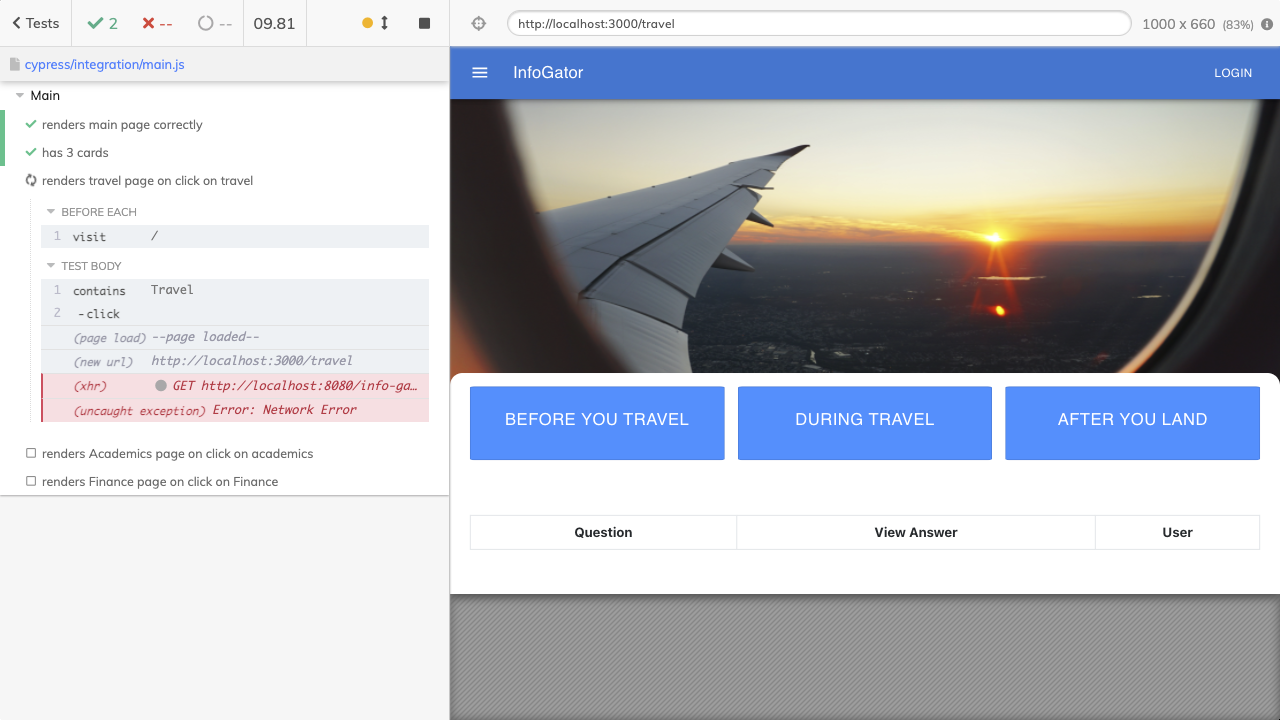 Tests
2
--
--
09.81
http://localhost:3000/travel
1000 x 660 (83%)
cypress/integration/main.js
Main
renders main page correctly
has 3 cards
renders travel page on click on travel
BEFORE EACH
1 visit /
TEST BODY
1 contains Travel
2 -click
(page load) --page loaded--
(new url) http://localhost:3000/travel
(xhr) GET http://localhost:8080/info-ga…
(uncaught exception) Error: Network Error
renders Academics page on click on academics
renders Finance page on click on Finance
InfoGator
LOGIN
BEFORE YOU TRAVEL
DURING TRAVEL
AFTER YOU LAND
Question View Answer User